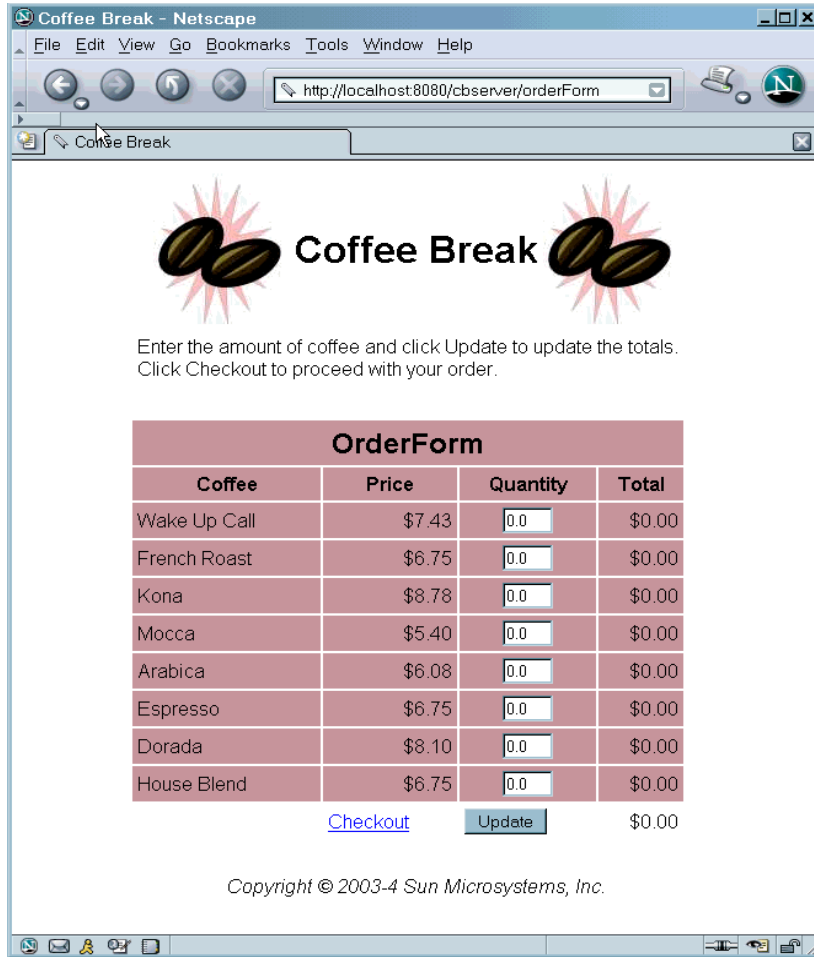 Coffee Break - Netscape
File Edit View Go Bookmarks Tools Window Help
http://localhost:8080/cbserver/orderForm
N
Coffee Break
Coffee Break
Enter the amount of coffee and click Update to update the totals.
Click Checkout to proceed with your order.
OrderForm
Coffee Price Quantity Total
Wake Up Call $7.43 0.0 $0.00
French Roast $6.75 0.0 $0.00
Kona $8.78 0.0 $0.00
Mocca $5.40 0.0 $0.00
Arabica $6.08 0.0 $0.00
Espresso $6.75 0.0 $0.00
Dorada $8.10 0.0 $0.00
House Blend $6.75 0.0 $0.00
Checkout Update $0.00
Copyright © 2003-4 Sun Microsystems, Inc.